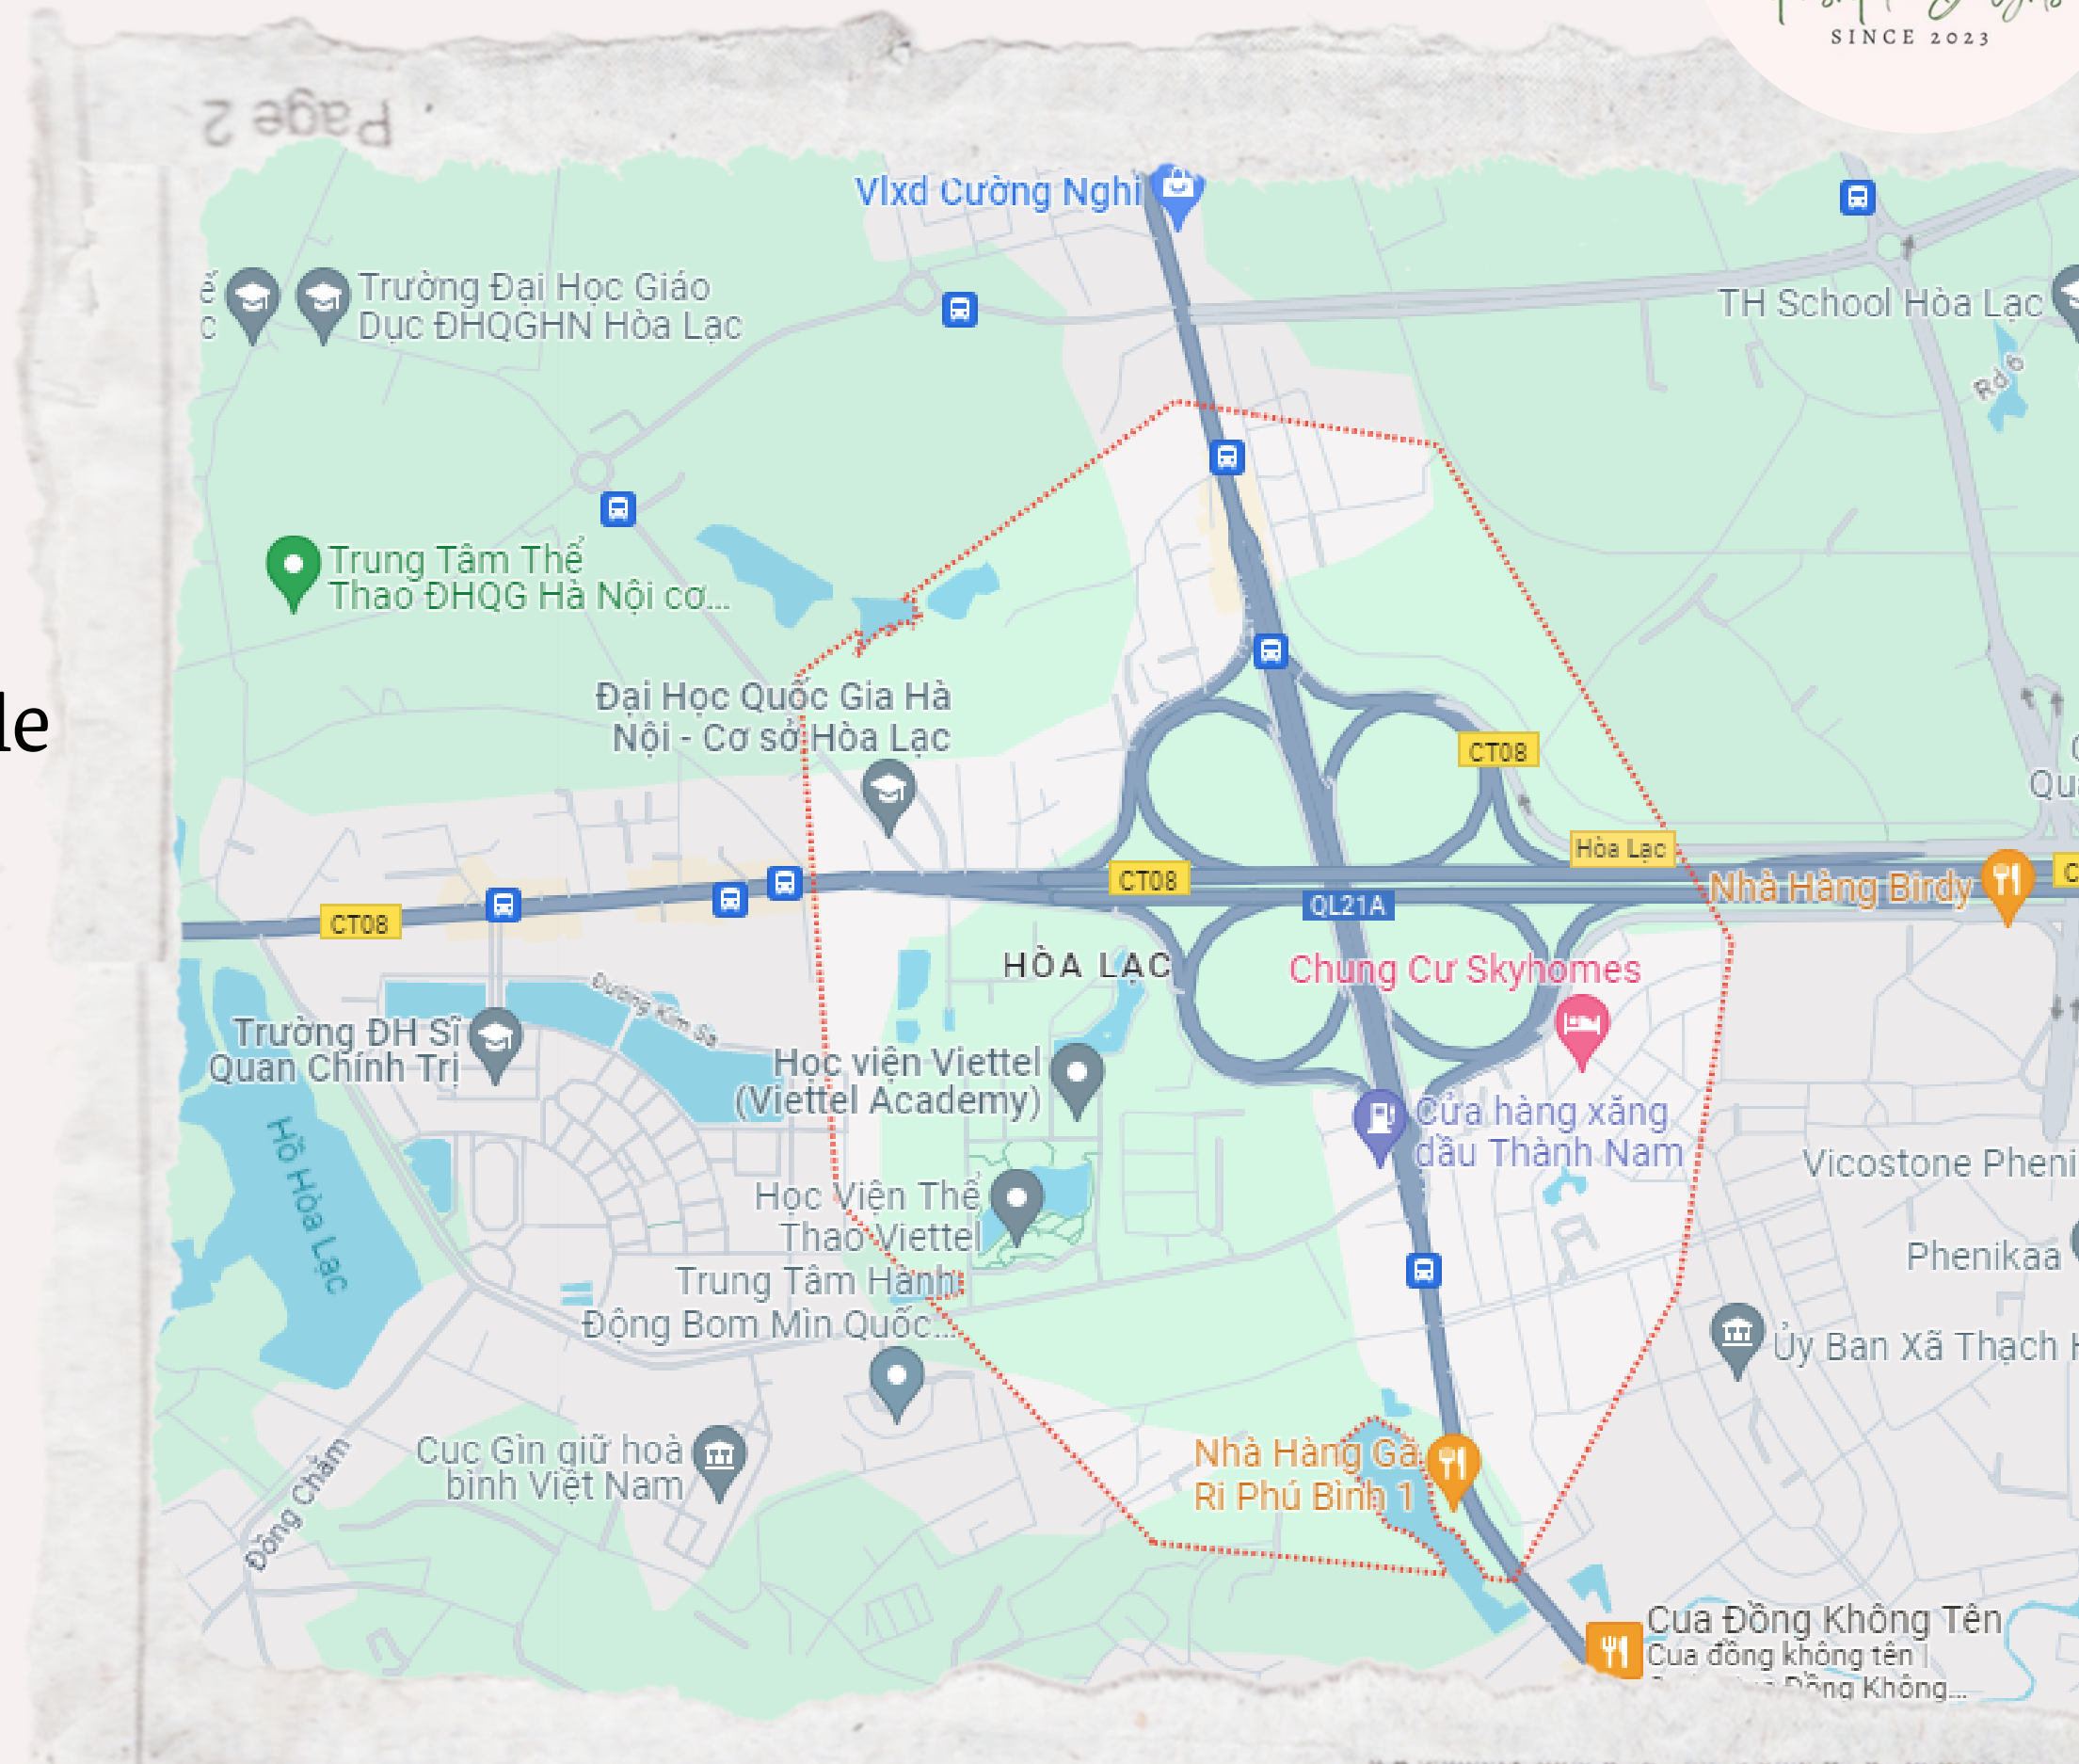 SINCE 2023
Page 2
Vlxd Cường Nghi
Trường Đại Học Giáo
Dục ĐHQGHN Hòa Lạc
TH School Hòa Lạc
Rd 6
Trung Tâm Thể
Thao ĐHQG Hà Nội cơ...
le
Đại Học Quốc Gia Hà
Nội - Cơ sở Hòa Lạc
CT08
Hòa Lạc
CT08
Nhà Hàng Birdy
QL21A
CT08
HÒA LẠC
Chung Cư Skyhomes
Đường Kim Sa
Trường ĐH Sĩ
Quan Chính Trị
Học viện Viettel
(Viettel Academy)
Cửa hàng xăng
dầu Thành Nam
Hồ Hòa Lạc
Vicostone Pheni
Học Viện Thể
Thao Viettel
Phenikaa
Trung Tâm Hành
Động Bom Mìn Quốc...
Ủy Ban Xã Thạch H
Cục Gìn giữ hoà
bình Việt Nam
Nhà Hàng Gà
Ri Phú Bình 1
Đồng Chằm
Cua Đồng Không Tên
Cua đồng không tên |
Đồng Không...